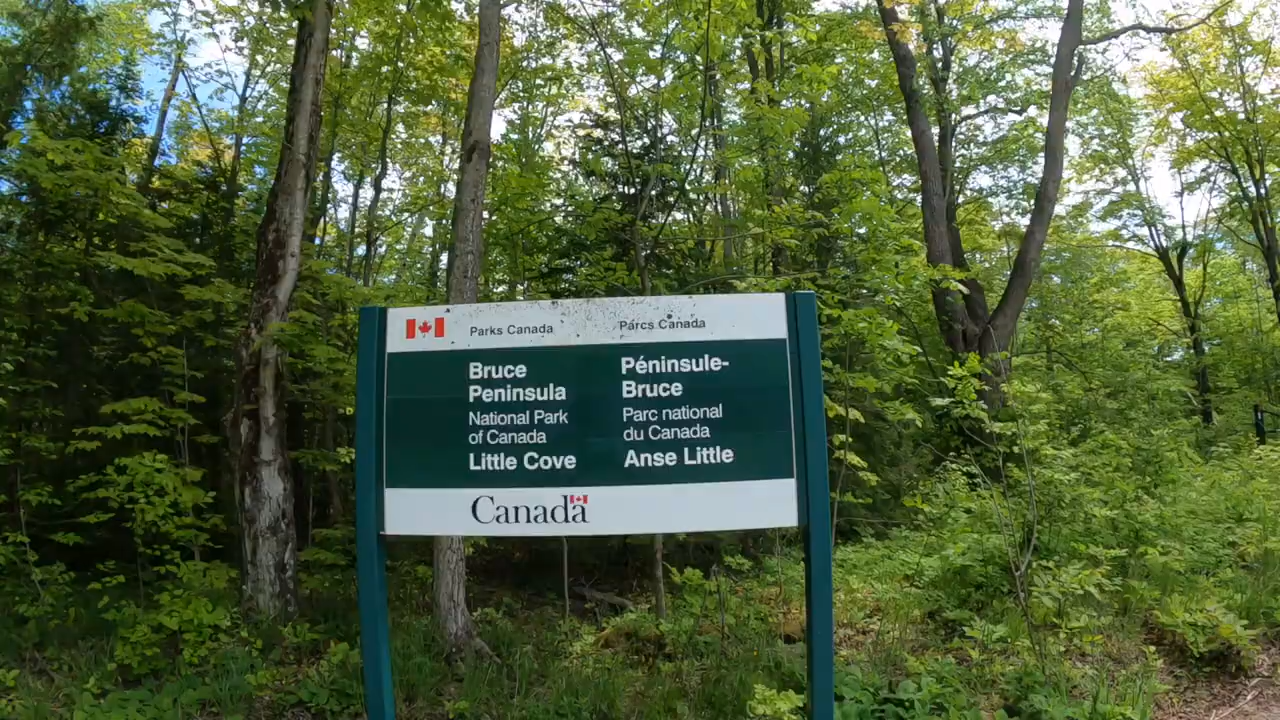 Parks Canada
Parcs Canada
Bruce
Peninsula
National Park
of Canada
Little Cove
Péninsule-
Bruce
Parc national
du Canada
Anse Little
Canada